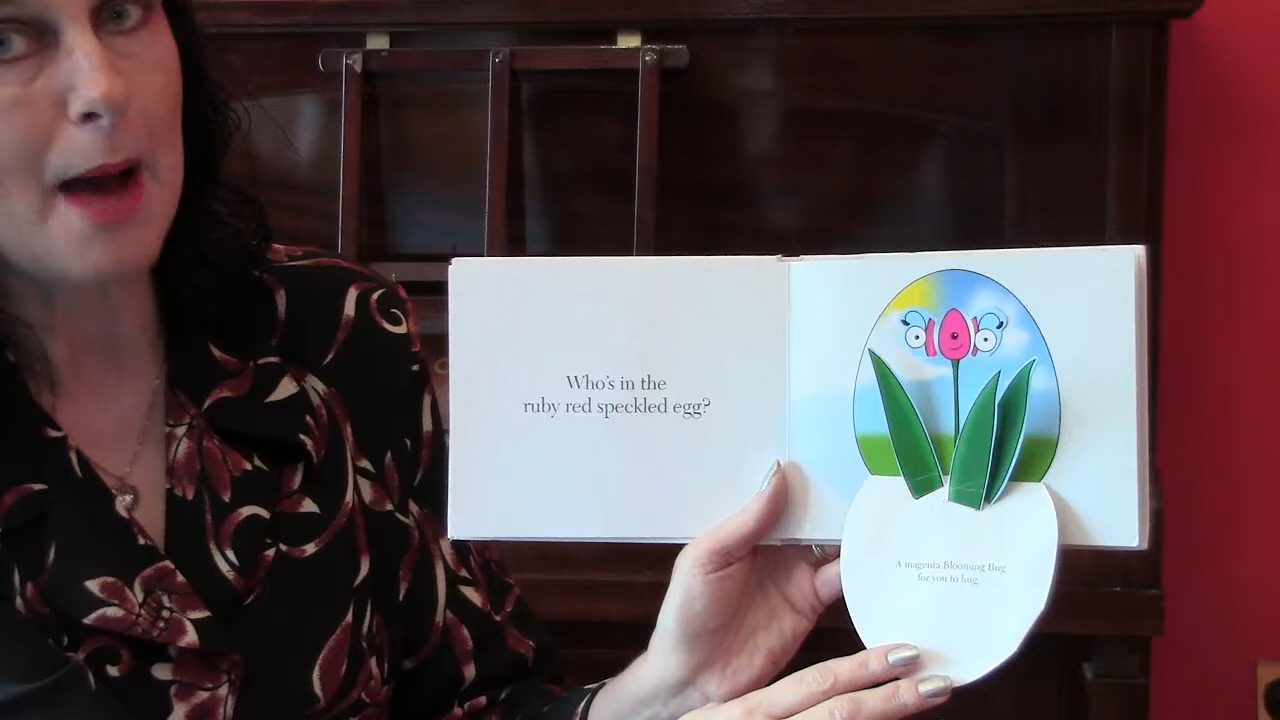 Who's in the
ruby red speckled egg?
A magenta Blooming Bug
for you to hug.